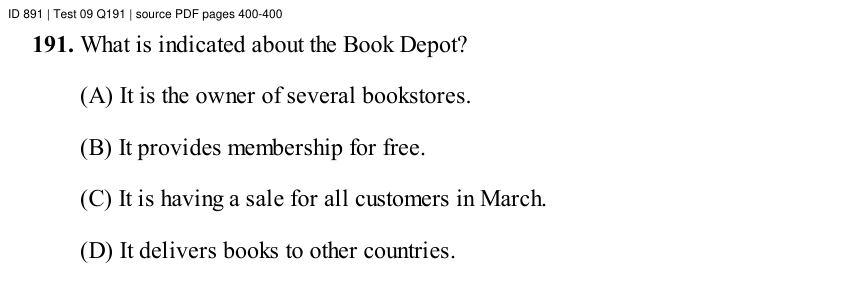 ID 891 | Test 09 Q191 | source PDF pages 400-400
191. What is indicated about the Book Depot?
(A) It is the owner of several bookstores.
(B) It provides membership for free.
(C) It is having a sale for all customers in March.
(D) It delivers books to other countries.